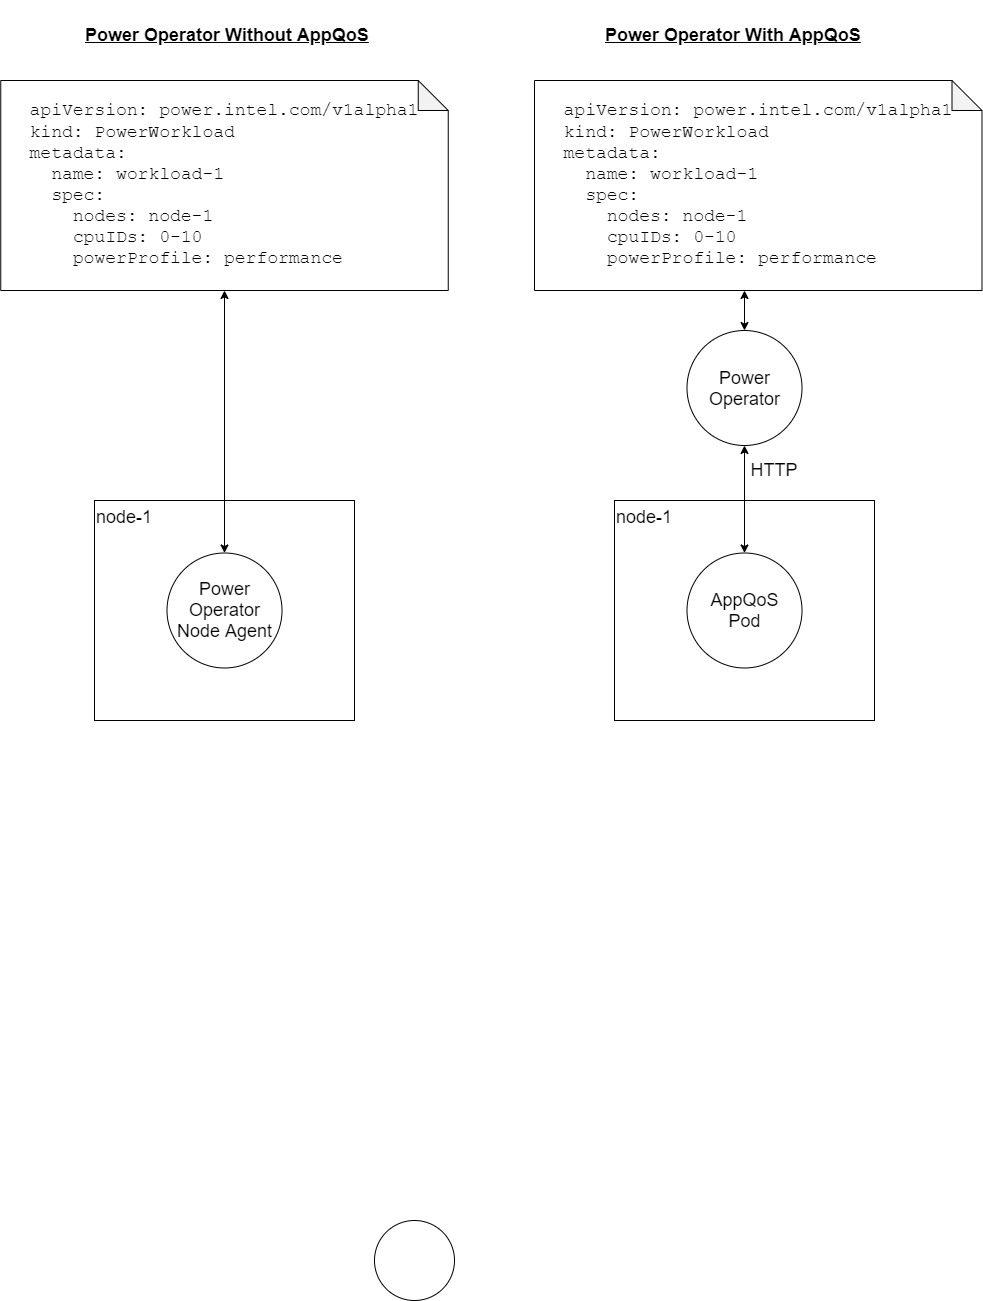 Power Operator Without AppQoS
apiVersion: power.intel.com/v1alpha1
kind: PowerWorkload
metadata:
  name: workload-1
  spec:
    nodes: node-1
    cpuIDs: 0-10
    powerProfile: performance
node-1
Power
Operator
Node Agent
Power Operator With AppQoS
apiVersion: power.intel.com/v1alpha1
kind: PowerWorkload
metadata:
  name: workload-1
  spec:
    nodes: node-1
    cpuIDs: 0-10
    powerProfile: performance
Power
Operator
HTTP
node-1
AppQoS
Pod